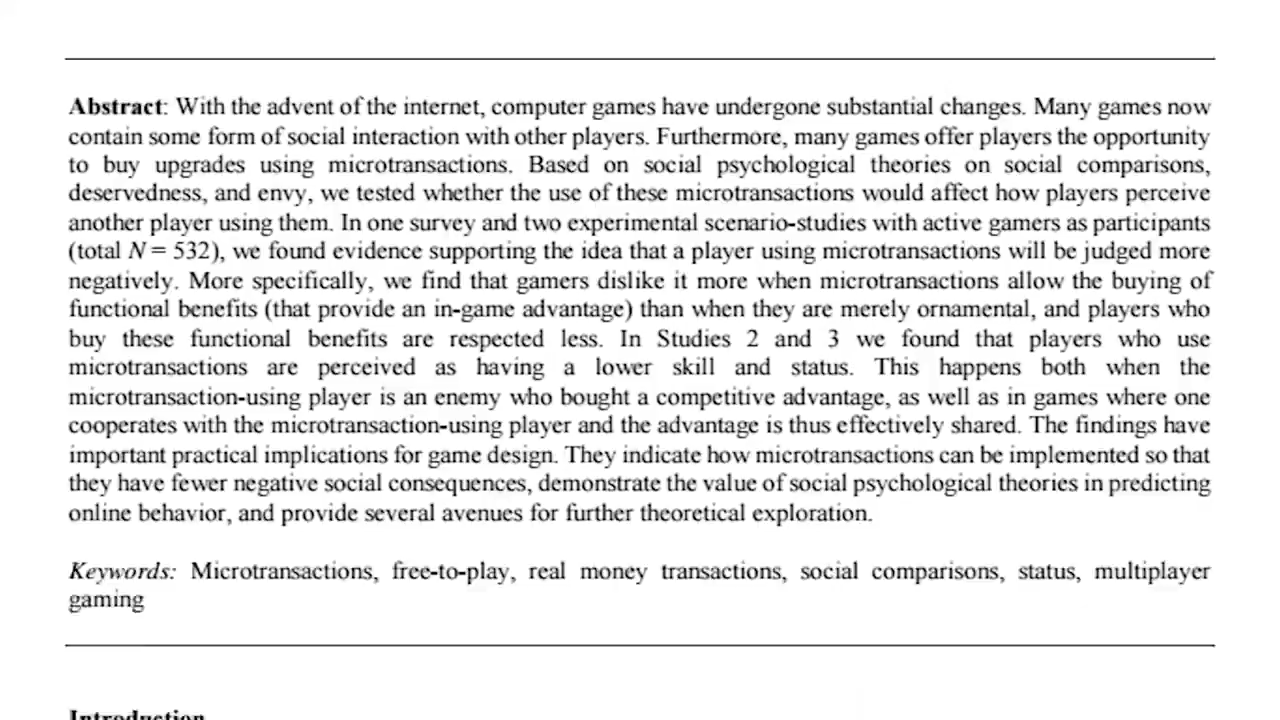 Abstract: With the advent of the internet, computer games have undergone substantial changes. Many games now
contain some form of social interaction with other players. Furthermore, many games offer players the opportunity
to buy upgrades using microtransactions. Based on social psychological theories on social comparisons,
deservedness, and envy, we tested whether the use of these microtransactions would affect how players perceive
another player using them. In one survey and two experimental scenario-studies with active gamers as participants
(total N = 532), we found evidence supporting the idea that a player using microtransactions will be judged more
negatively. More specifically, we find that gamers dislike it more when microtransactions allow the buying of
functional benefits (that provide an in-game advantage) than when they are merely ornamental, and players who
buy these functional benefits are respected less. In Studies 2 and 3 we found that players who use
microtransactions are perceived as having a lower skill and status. This happens both when the
microtransaction-using player is an enemy who bought a competitive advantage, as well as in games where one
cooperates with the microtransaction-using player and the advantage is thus effectively shared. The findings have
important practical implications for game design. They indicate how microtransactions can be implemented so that
they have fewer negative social consequences, demonstrate the value of social psychological theories in predicting
online behavior, and provide several avenues for further theoretical exploration.
Keywords: Microtransactions, free-to-play, real money transactions, social comparisons, status, multiplayer
gaming
Introduction